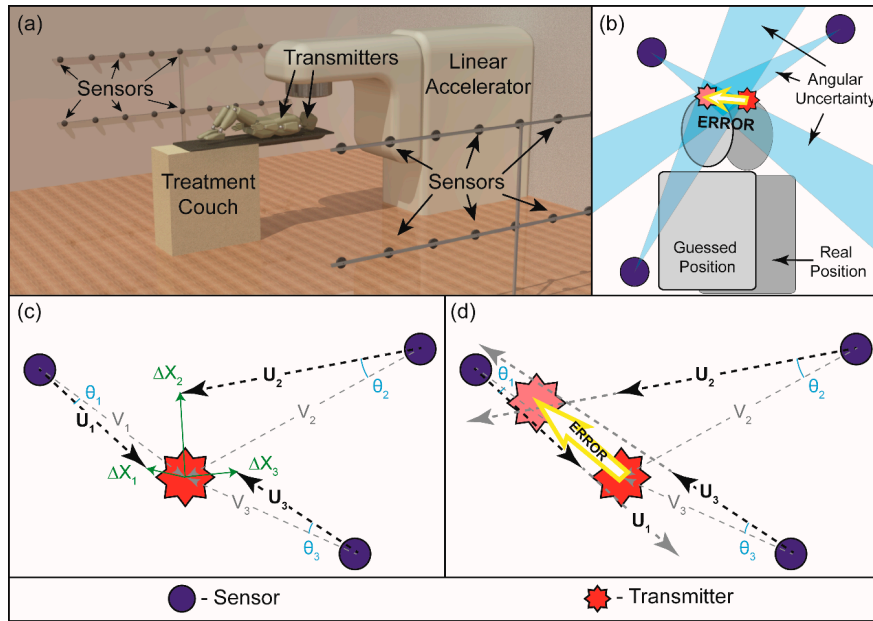 (a)
Transmitters
Linear
Accelerator
Sensors
Treatment
Couch
Sensors
(b)
Angular
Uncertainty
ERROR
Guessed
Position
Real
Position
(c)
θ1
U1
V1
ΔX2
U2
θ2
V2
ΔX1
ΔX3
V3
U3
θ3
(d)
θ1
U2
θ2
V2
ERROR
U1
V3
U3
θ3
- Sensor
- Transmitter